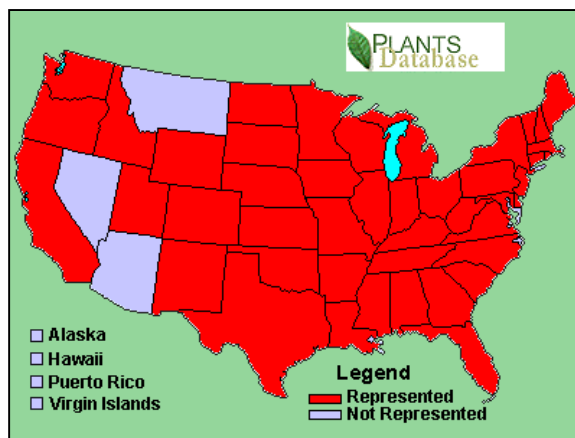 PLANTS
Database
Alaska
Hawaii
Puerto Rico
Virgin Islands
Legend
Represented
Not Represented